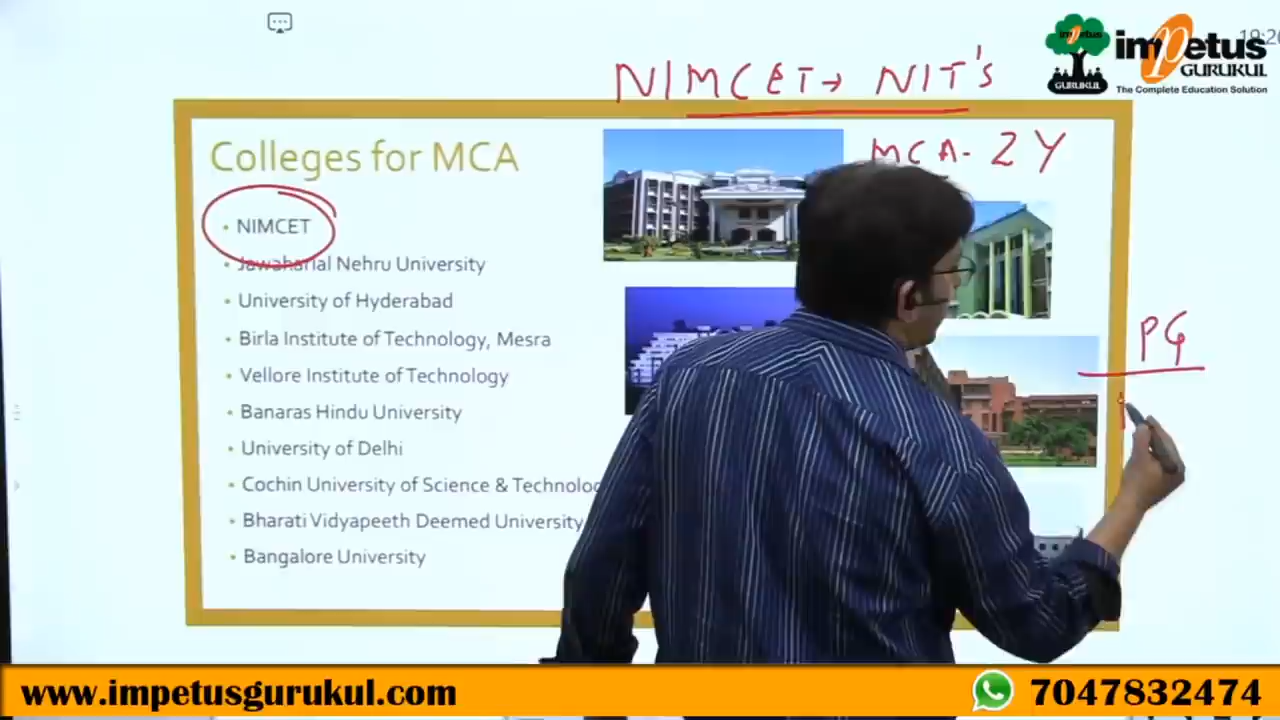 impetus
GURUKUL
impetus
GURUKUL
The Complete Education Solution
NIMCET→ NIT's
MCA- 2Y
Colleges for MCA
• NIMCET
• Jawaharlal Nehru University
• University of Hyderabad
• Birla Institute of Technology, Mesra
• Vellore Institute of Technology
• Banaras Hindu University
• University of Delhi
• Cochin University of Science & Technolo
• Bharati Vidyapeeth Deemed University
• Bangalore University
PG
www.impetusgurukul.com
7047832474